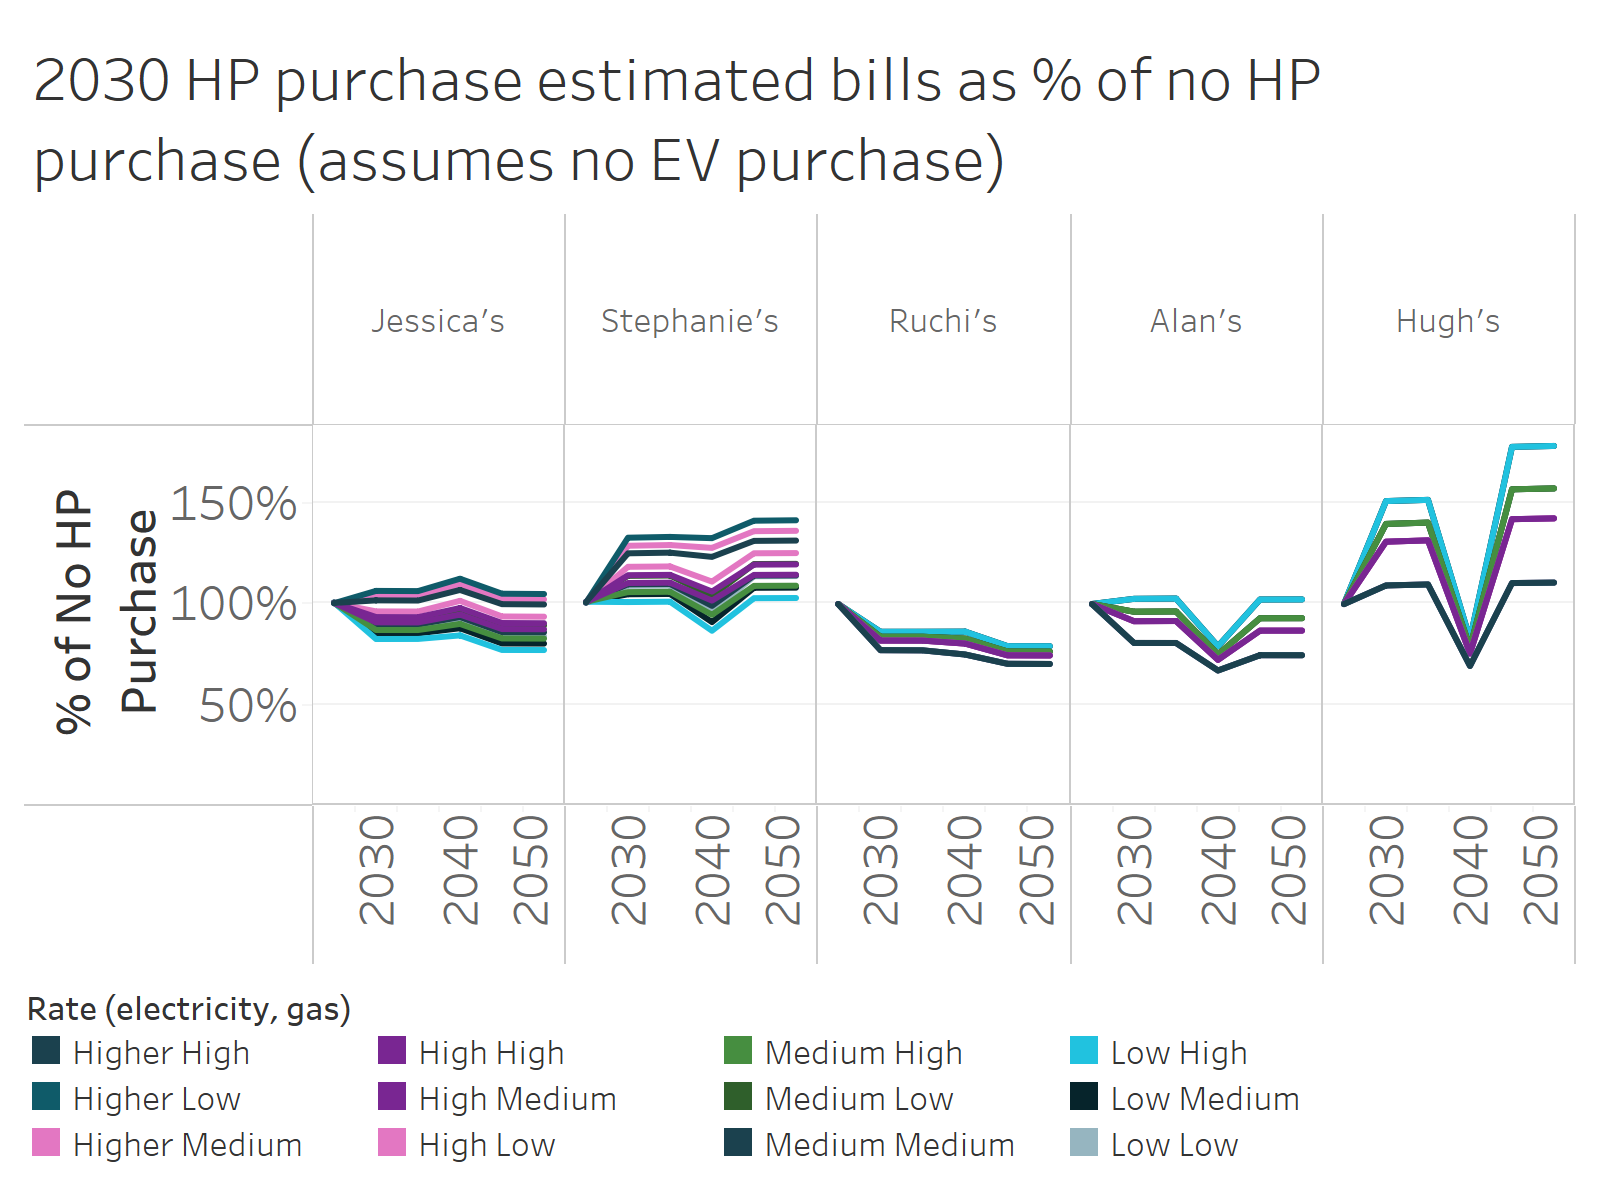 2030 HP purchase estimated bills as % of no HP
purchase (assumes no EV purchase)
Jessica's
Stephanie's
Ruchi's
Alan's
Hugh's
% of No HP
Purchase
150%
100%
50%
2030
2040
2050
2030
2040
2050
2030
2040
2050
2030
2040
2050
2030
2040
2050
Rate (electricity, gas)
Higher High
High High
Medium High
Low High
Higher Low
High Medium
Medium Low
Low Medium
Higher Medium
High Low
Medium Medium
Low Low